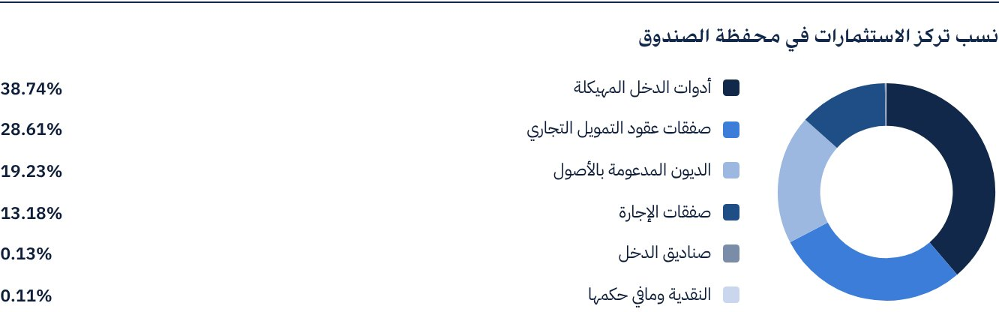 نسب تركز الاستثمارات في محفظة الصندوق
أدوات الدخل المهيكلة 38.74%
صفقات عقود التمويل التجاري 28.61%
الديون المدعومة بالأصول 19.23%
صفقات الإجارة 13.18%
صناديق الدخل 0.13%
النقدية ومافي حكمها 0.11%